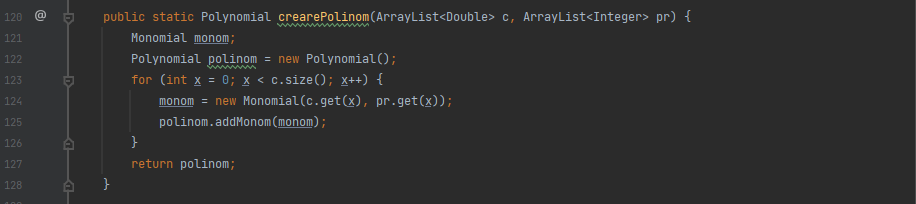 120 @ public static Polynomial crearePolinom(ArrayList<Double> c, ArrayList<Integer> pr) {
121 Monomial monom;
122 Polynomial polinom = new Polynomial();
123 for (int x = 0; x < c.size(); x++) {
124 monom = new Monomial(c.get(x), pr.get(x));
125 polinom.addMonom(monom);
126 }
127 return polinom;
128 }